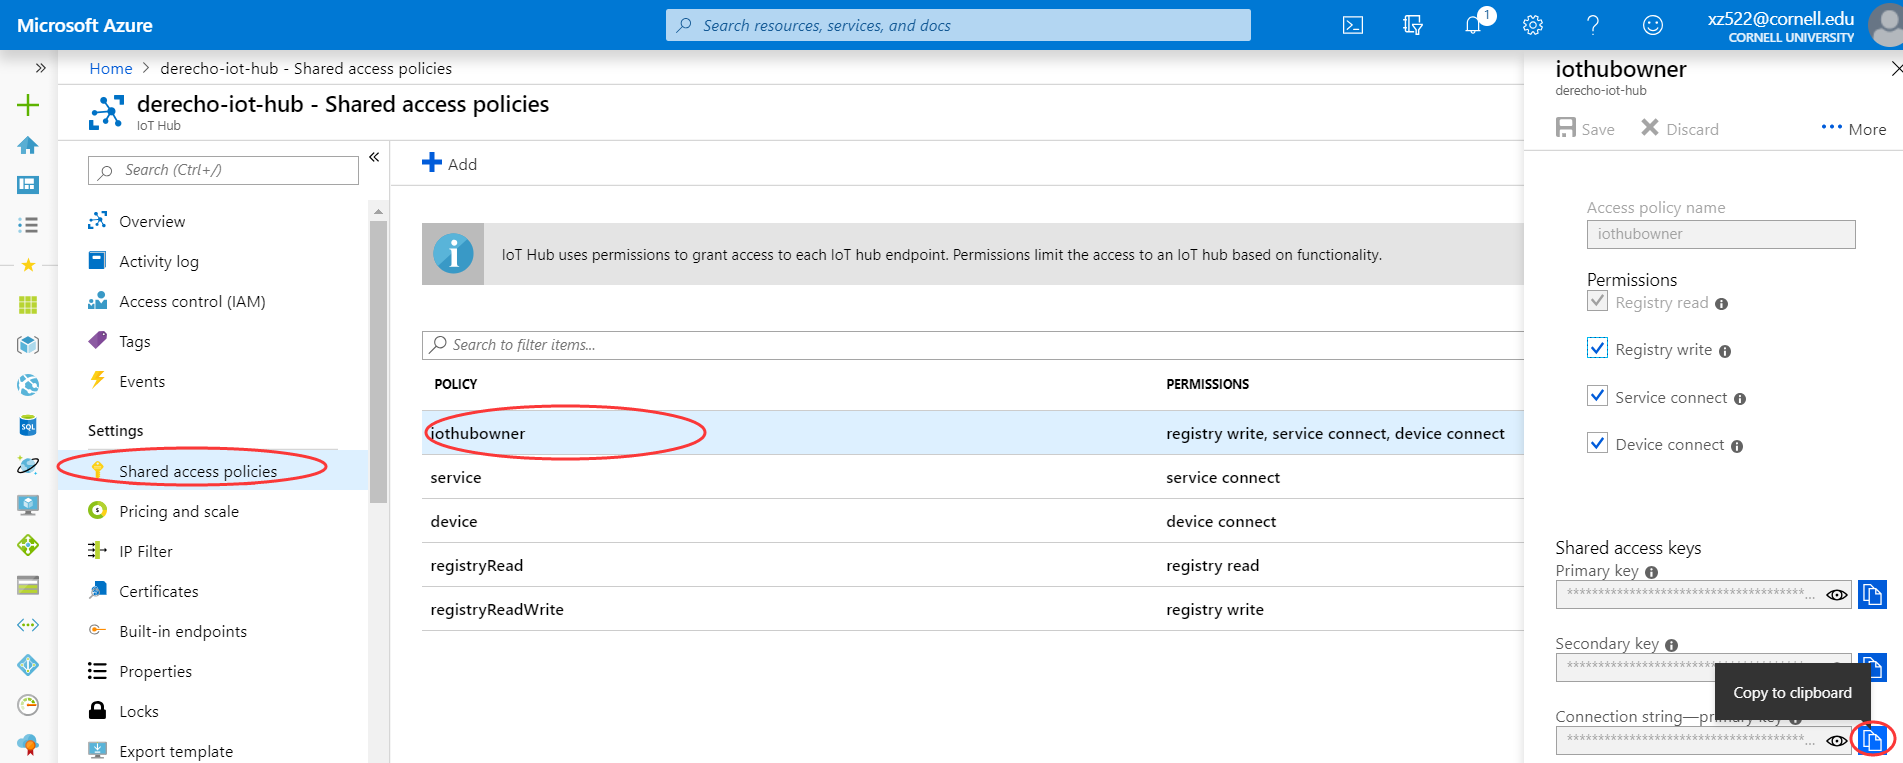 Microsoft Azure
Search resources, services, and docs
1
xz522@cornell.edu
CORNELL UNIVERSITY
Home > derecho-iot-hub - Shared access policies
derecho-iot-hub - Shared access policies
IoT Hub
Search (Ctrl+/)
Overview
Activity log
Access control (IAM)
Tags
Events
Settings
Shared access policies
Pricing and scale
IP Filter
Certificates
Built-in endpoints
Properties
Locks
Export template
Add
IoT Hub uses permissions to grant access to each IoT hub endpoint. Permissions limit the access to an IoT hub based on functionality.
Search to filter items...
POLICY PERMISSIONS
iothubowner registry write, service connect, device connect
service service connect
device device connect
registryRead registry read
registryReadWrite registry write
iothubowner
derecho-iot-hub
Save Discard ... More
Access policy name
iothubowner
Permissions
Registry read
Registry write
Service connect
Device connect
Shared access keys
Primary key
Secondary key
Copy to clipboard
Connection string—primary key
SQL